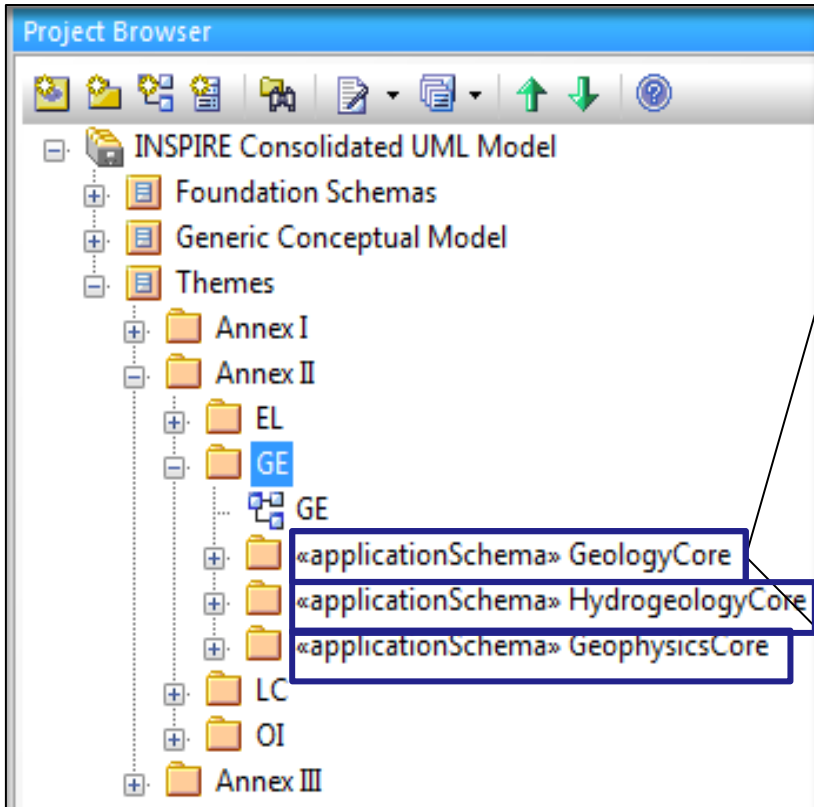 Project Browser
INSPIRE Consolidated UML Model
Foundation Schemas
Generic Conceptual Model
Themes
Annex I
Annex II
EL
GE
GE
«applicationSchema» GeologyCore
«applicationSchema» HydrogeologyCore
«applicationSchema» GeophysicsCore
LC
OI
Annex III